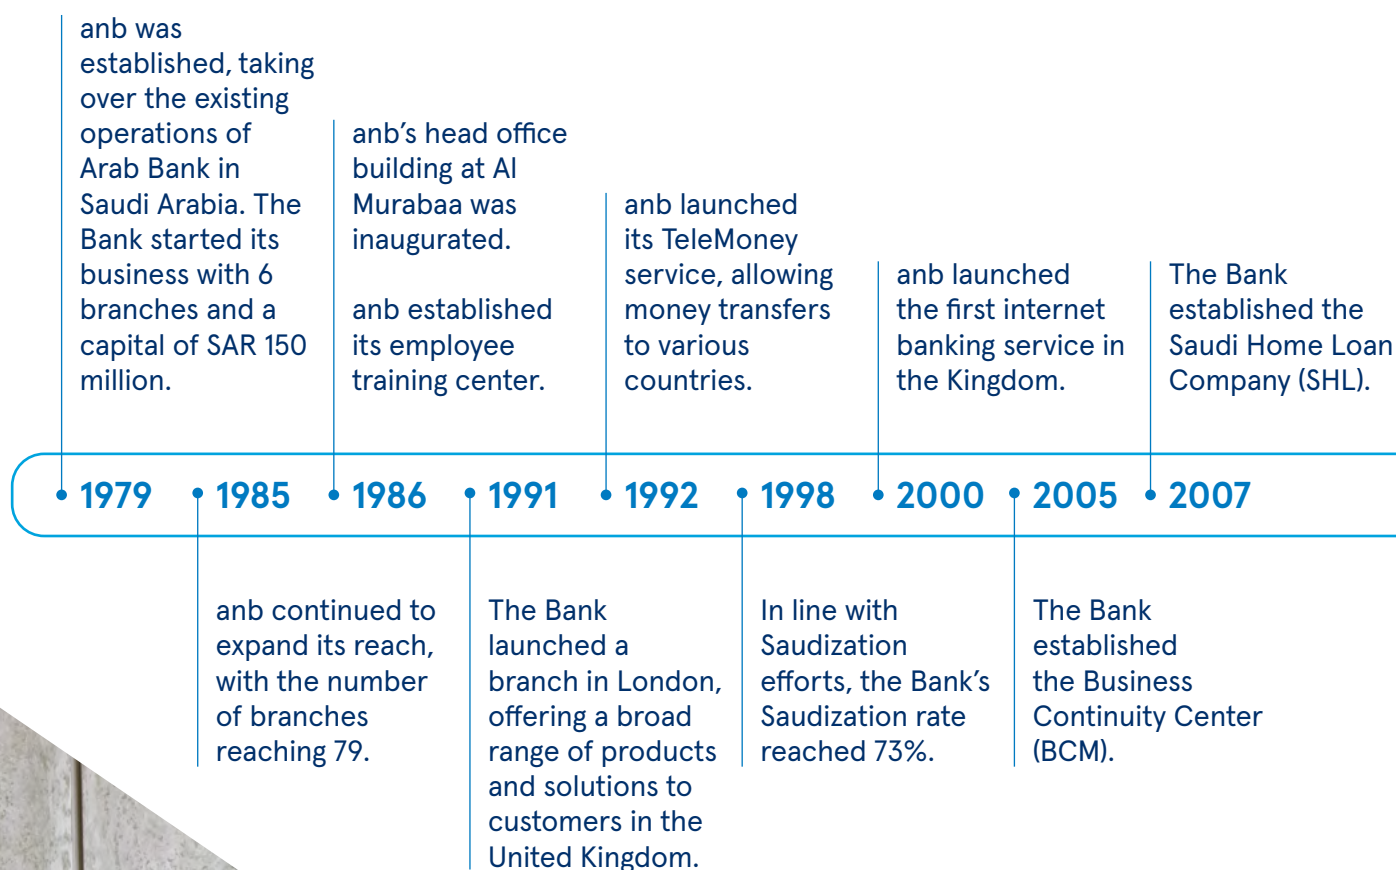 anb was
established, taking
over the existing
operations of
Arab Bank in
Saudi Arabia. The
Bank started its
business with 6
branches and a
capital of SAR 150
million.
anb’s head office
building at Al
Murabaa was
inaugurated.
anb established
its employee
training center.
anb launched
its TeleMoney
service, allowing
money transfers
to various
countries.
anb launched
the first internet
banking service in
the Kingdom.
The Bank
established the
Saudi Home Loan
Company (SHL).
1979 1985 1986 1991 1992 1998 2000 2005 2007
anb continued to
expand its reach,
with the number
of branches
reaching 79.
The Bank
launched a
branch in London,
offering a broad
range of products
and solutions to
customers in the
United Kingdom.
In line with
Saudization
efforts, the Bank’s
Saudization rate
reached 73%.
The Bank
established
the Business
Continuity Center
(BCM).